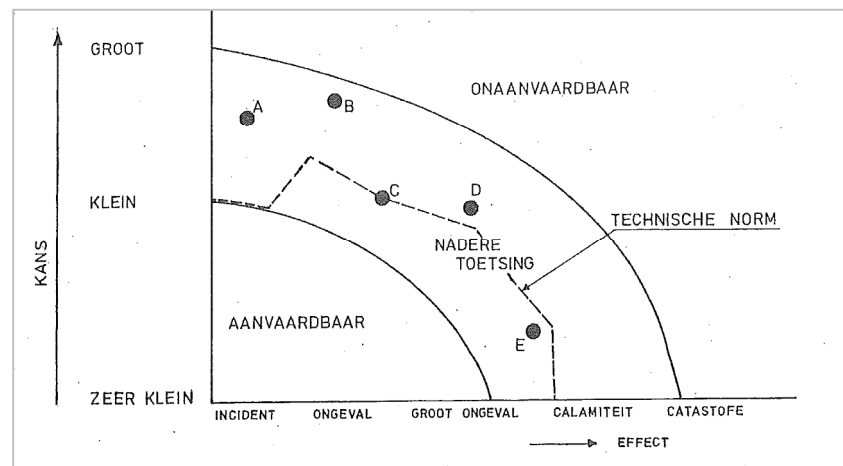 GROOT
ONAANVAARDBAAR
A
B
KLEIN
C
D
TECHNISCHE NORM
NADERE
TOETSING
KANS
AANVAARDBAAR
E
ZEER KLEIN
INCIDENT
ONGEVAL
GROOT ONGEVAL
CALAMITEIT
CATASTOFE
EFFECT